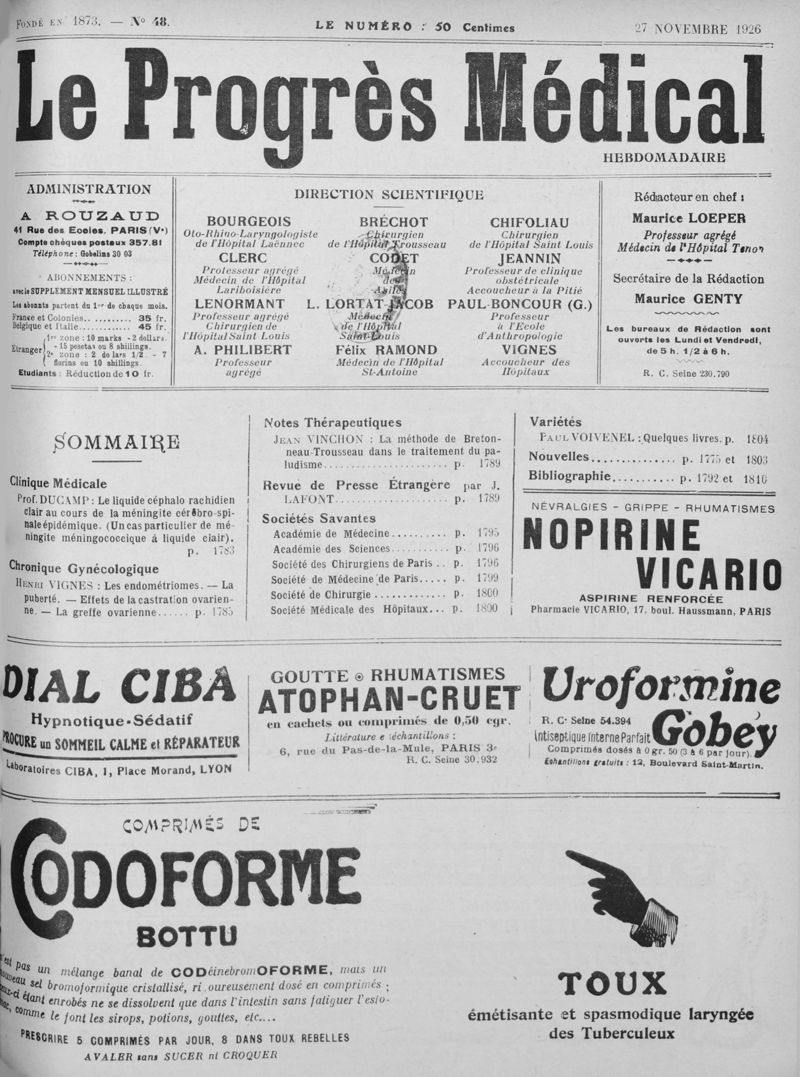 FONDÉ EN 1873. — Nº 48.
LE NUMÉRO : 50 Centimes
27 NOVEMBRE 1926
Le Progrès Médical
HEBDOMADAIRE
ADMINISTRATION
A ROUZAUD
41 Rue des Ecoles. PARIS (Vᵉ)
Compte chèques postaux 357.81
Téléphone : Gobelins 30 03
ABONNEMENTS :
avec le SUPPLÉMENT MENSUEL ILLUSTRÉ
Les abonts partent du 1er de chaque mois.
France et Colonies.......... 35 fr.
Belgique et Italie............ 45 fr.
Etranger
1re zone : 10 marks - 2 dollars
- 15 pesetas ou 8 shillings.
2e zone : 2 dolars 1/2 - 7
florins ou 10 shillings.
Etudiants : Réduction de 10 fr.
DIRECTION SCIENTIFIQUE
BOURGEOIS
Oto-Rhino-Laryngologiste
de l'Hôpital Laënnec
CLERC
Professeur agrégé
Médecin de l'Hôpital
Lariboisière
LENORMANT
Professeur agrégé
Chirurgien de
l'Hôpital Saint Louis
A. PHILIBERT
Professeur
agrégé
BRÉCHOT
Chirurgien
de l'Hôpital Trousseau
CODET
Médecin
des
Asiles
L. LORTAT-JACOB
Médecin
de l'Hôpital
Saint-Louis
Félix RAMOND
Médecin de l'Hôpital
St-Antoine
CHIFOLIAU
Chirurgien
de l'Hôpital Saint Louis
JEANNIN
Professeur de clinique
obstétricale
Accoucheur à la Pitié
PAUL-BONCOUR (G.)
Professeur
à l'Ecole
d'Anthropologie
VIGNES
Accoucheur des
Hôpitaux
Rédacteur en chef :
Maurice LOEPER
Professeur agrégé
Médecin de l'Hôpital Tenon
Secrétaire de la Rédaction
Maurice GENTY
Les bureaux de Rédaction sont
ouverts les Lundi et Vendredi,
de 5 h. 1/2 à 6 h.
R. C. Seine 230.790
SOMMAIRE
Clinique Médicale
Prof. DUCAMP : Le liquide céphalo rachidien
clair au cours de la méningite cérébro-spi-
nale épidémique. (Un cas particulier de mé-
ningite méningococcique à liquide clair).
p. 1783
Chronique Gynécologique
HENRI VIGNES : Les endométriomes. — La
puberté. — Effets de la castration ovarien-
ne. — La greffe ovarienne...... p. 1785
Notes Thérapeutiques
JEAN VINCHON : La méthode de Breton-
neau-Trousseau dans le traitement du pa-
ludisme...................... p. 1789
Revue de Presse Étrangère par J.
LAFONT.................... p. 1789
Sociétés Savantes
Académie de Médecine.......... p. 1795
Académie des Sciences.......... p. 1796
Société des Chirurgiens de Paris .. p. 1796
Société de Médecine de Paris..... p. 1799
Société de Chirurgie ............. p. 1800
Société Médicale des Hôpitaux... p. 1800
Variétés
PAUL VOIVENEL : Quelques livres. p. 1804
Nouvelles.............. p. 1775 et 1803
Bibliographie........... p. 1792 et 1810
NÉVRALGIES - GRIPPE - RHUMATISMES
NOPIRINE
VICARIO
ASPIRINE RENFORCÉE
Pharmacie VICARIO, 17, boul. Haussmann, PARIS
DIAL CIBA
Hypnotique-Sédatif
PROCURE un SOMMEIL CALME et RÉPARATEUR
Laboratoires CIBA, 1, Place Morand, LYON
GOUTTE ⊙ RHUMATISMES
ATOPHAN-CRUET
en cachets ou comprimés de 0,50 cgr.
Littérature e échantillons :
6, rue du Pas-de-la-Mule, PARIS 3e
R. C. Seine 30.932
Uroformine
Gobey
R. C. Seine 54.394
Antiseptique Interne Parfait
Comprimés dosés à 0 gr. 50 (3 à 6 par jour).
Echantillons gratuits : 12, Boulevard Saint-Martin.
COMPRIMÉS DE
CODOFORME
BOTTU
pas un mélange banal de CODéinebromOFORME, mais un
sel bromoformique cristallisé, ri oureusement dosé en comprimés ;
étant enrobés ne se dissolvent que dans l'intestin sans fatiguer l'esto-
mac, comme le font les sirops, potions, gouttes, etc....
PRESCRIRE 5 COMPRIMÉS PAR JOUR, 8 DANS TOUX REBELLES
A VALER sans SUCER ni CROQUER
TOUX
émétisante et spasmodique laryngée
des Tuberculeux